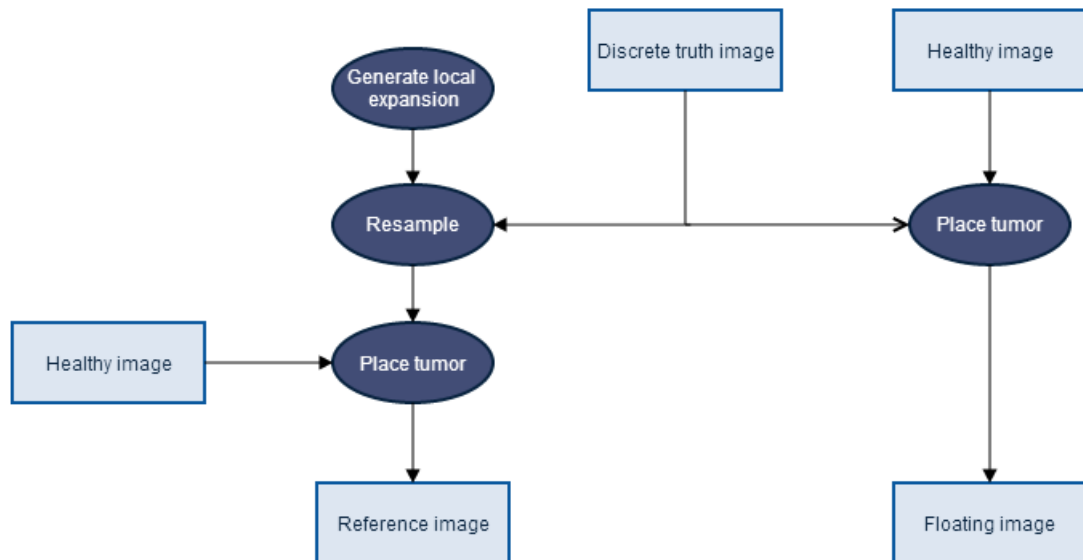 Discrete truth image
Healthy image
Generate local
expansion
Resample
Place tumor
Healthy image
Place tumor
Reference image
Floating image